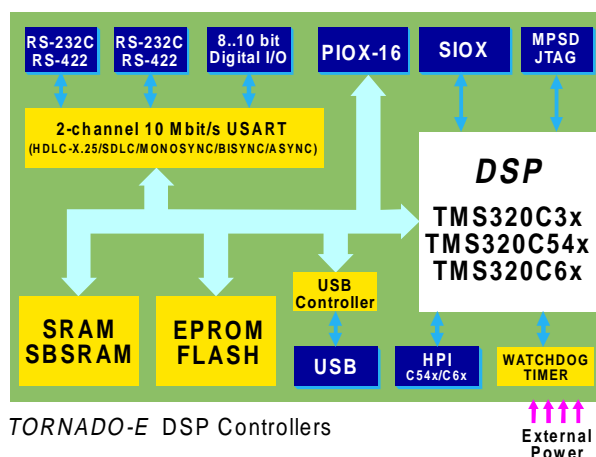 RS-232C
RS-422
RS-232C
RS-422
8..10 bit
Digital I/O
PIOX-16
SIOX
MPSD
JTAG
2-channel 10 Mbit/s USART
(HDLC-X.25/SDLC/MONOSYNC/BISYNC/ASYNC)
DSP
TMS320C3x
TMS320C54x
TMS320C6x
SRAM
SBSRAM
EPROM
FLASH
USB
Controller
USB
HPI
C54x/C6x
WATCHDOG
TIMER
TORNADO-E DSP Controllers
External
Power